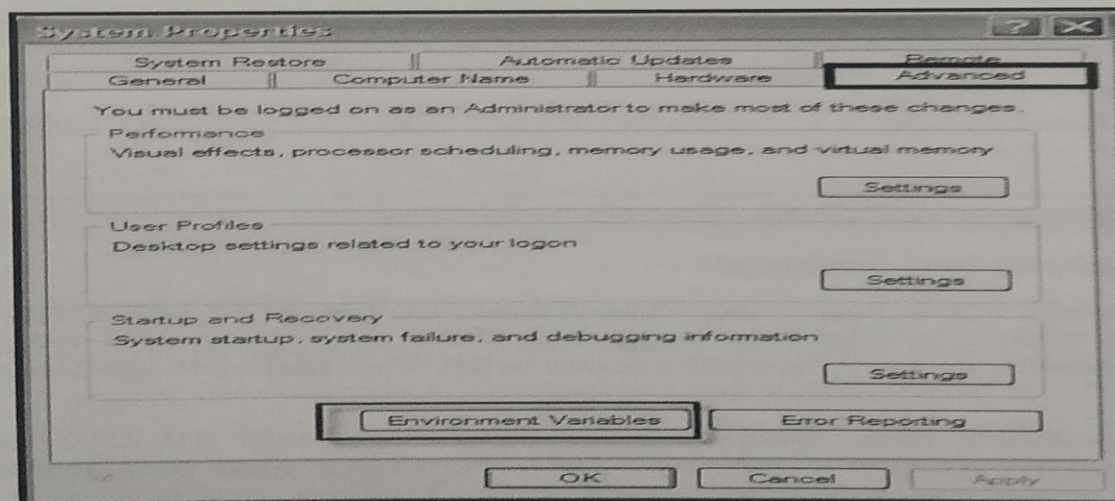 System Properties
System Restore Automatic Updates Remote
General Computer Name Hardware Advanced
You must be logged on as an Administrator to make most of these changes.
Performance
Visual effects, processor scheduling, memory usage, and virtual memory
Settings
User Profiles
Desktop settings related to your logon
Settings
Startup and Recovery
System startup, system failure, and debugging information
Settings
Environment Variables Error Reporting
OK Cancel Apply